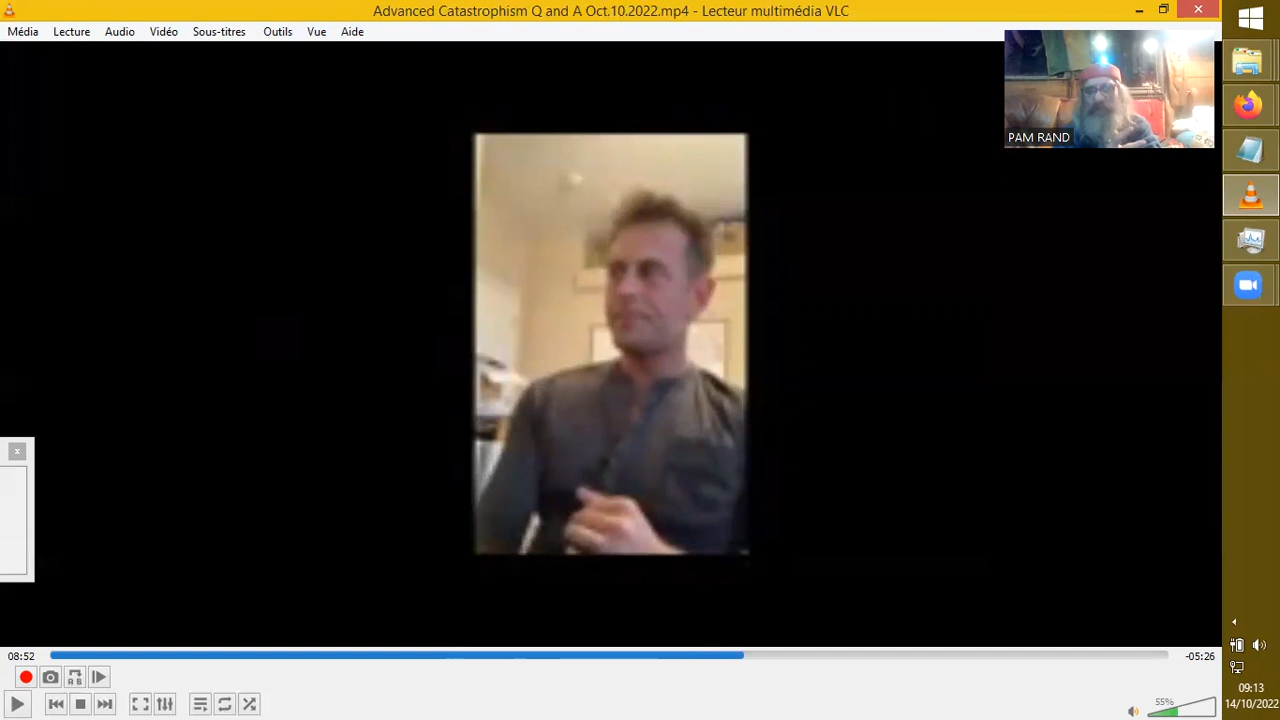 Advanced Catastrophism Q and A Oct.10.2022.mp4 - Lecteur multimédia VLC
Média Lecture Audio Vidéo Sous-titres Outils Vue Aide
PAM RAND
08:52 -05:26
A B
55%
09:13
14/10/2022